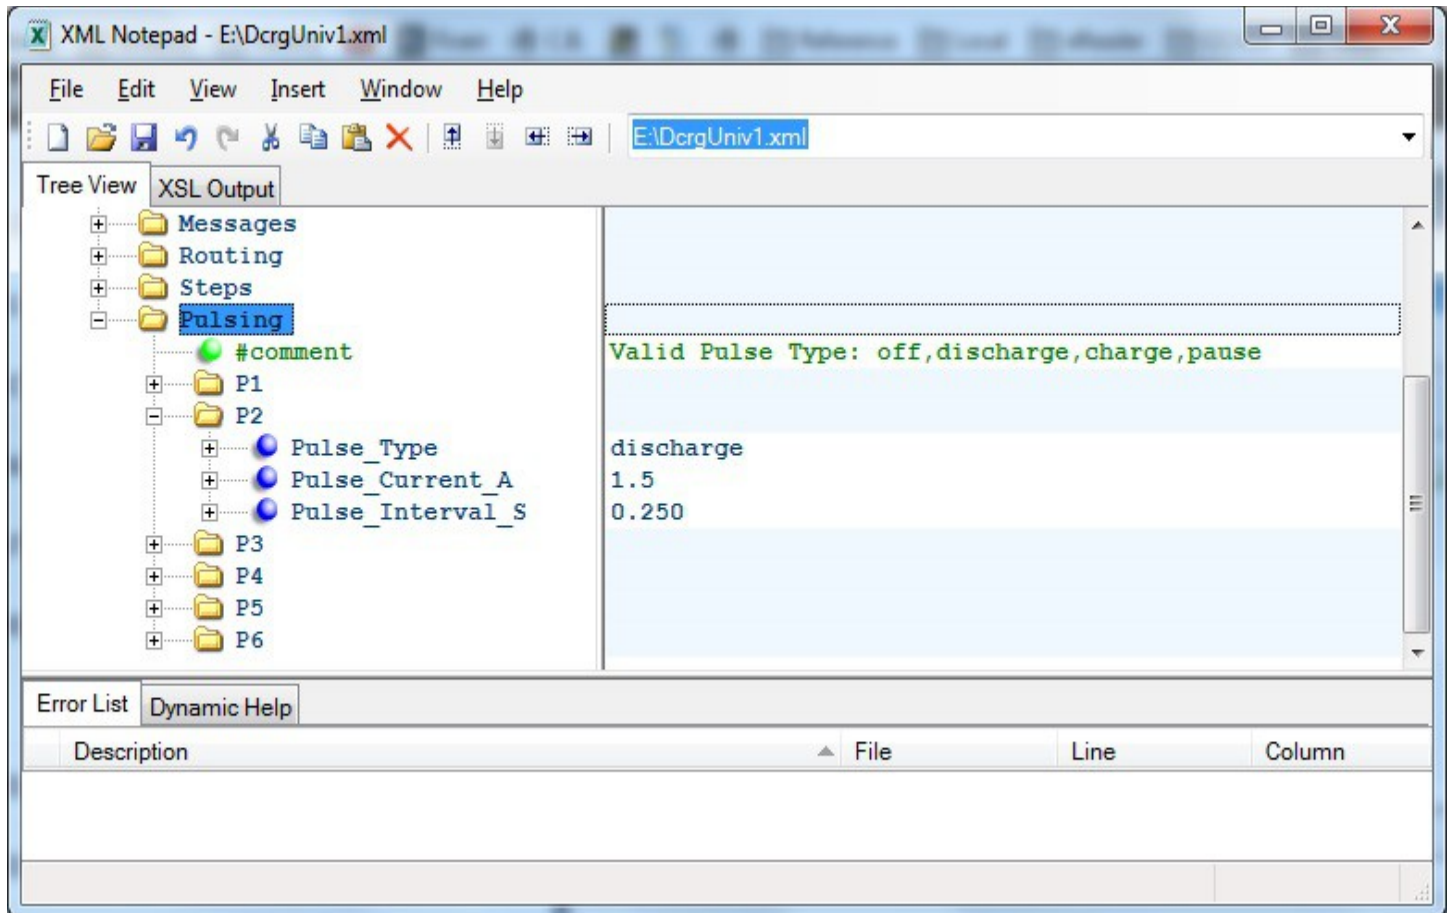 XML Notepad - E:\DcrgUniv1.xml
File Edit View Insert Window Help
E:\DcrgUniv1.xml
Tree View XSL Output
Messages
Routing
Steps
Pulsing
#comment Valid Pulse Type: off,discharge,charge,pause
P1
P2
Pulse_Type discharge
Pulse_Current_A 1.5
Pulse_Interval_S 0.250
P3
P4
P5
P6
Error List Dynamic Help
Description File Line Column